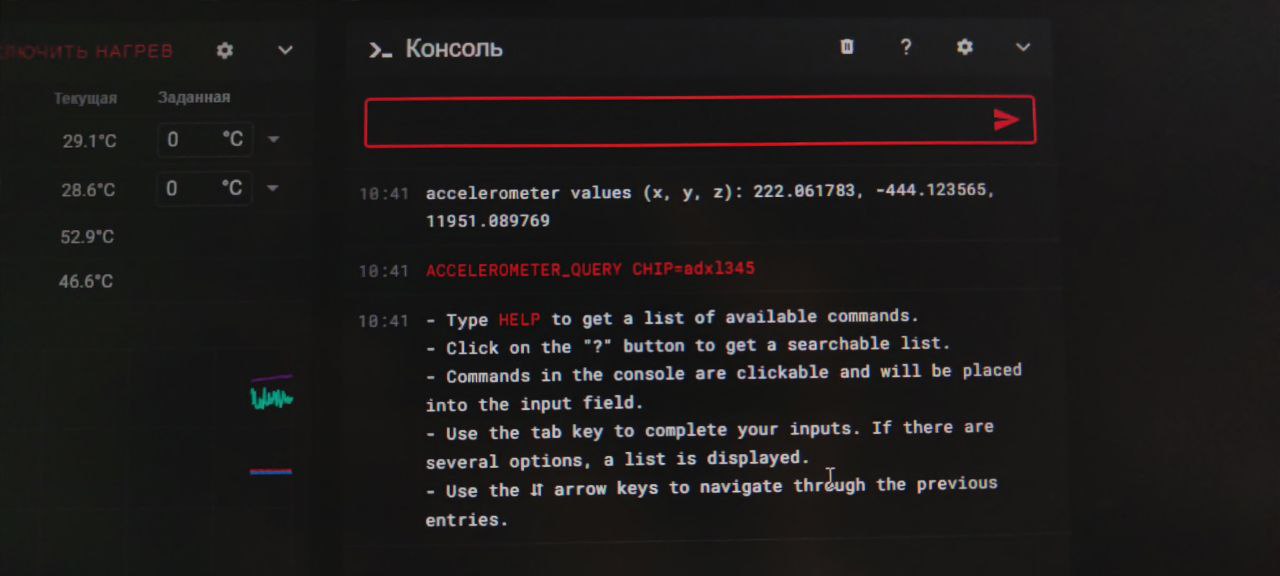 КЛЮЧИТЬ НАГРЕВ
Текущая Заданная
29.1°C 0 °C
28.6°C 0 °C
52.9°C
46.6°C
Консоль
?
10:41 accelerometer values (x, y, z): 222.061783, -444.123565,
11951.089769
10:41 ACCELEROMETER_QUERY CHIP=adxl345
10:41 - Type HELP to get a list of available commands.
- Click on the "?" button to get a searchable list.
- Commands in the console are clickable and will be placed
into the input field.
- Use the tab key to complete your inputs. If there are
several options, a list is displayed.
- Use the ⇵ arrow keys to navigate through the previous
entries.